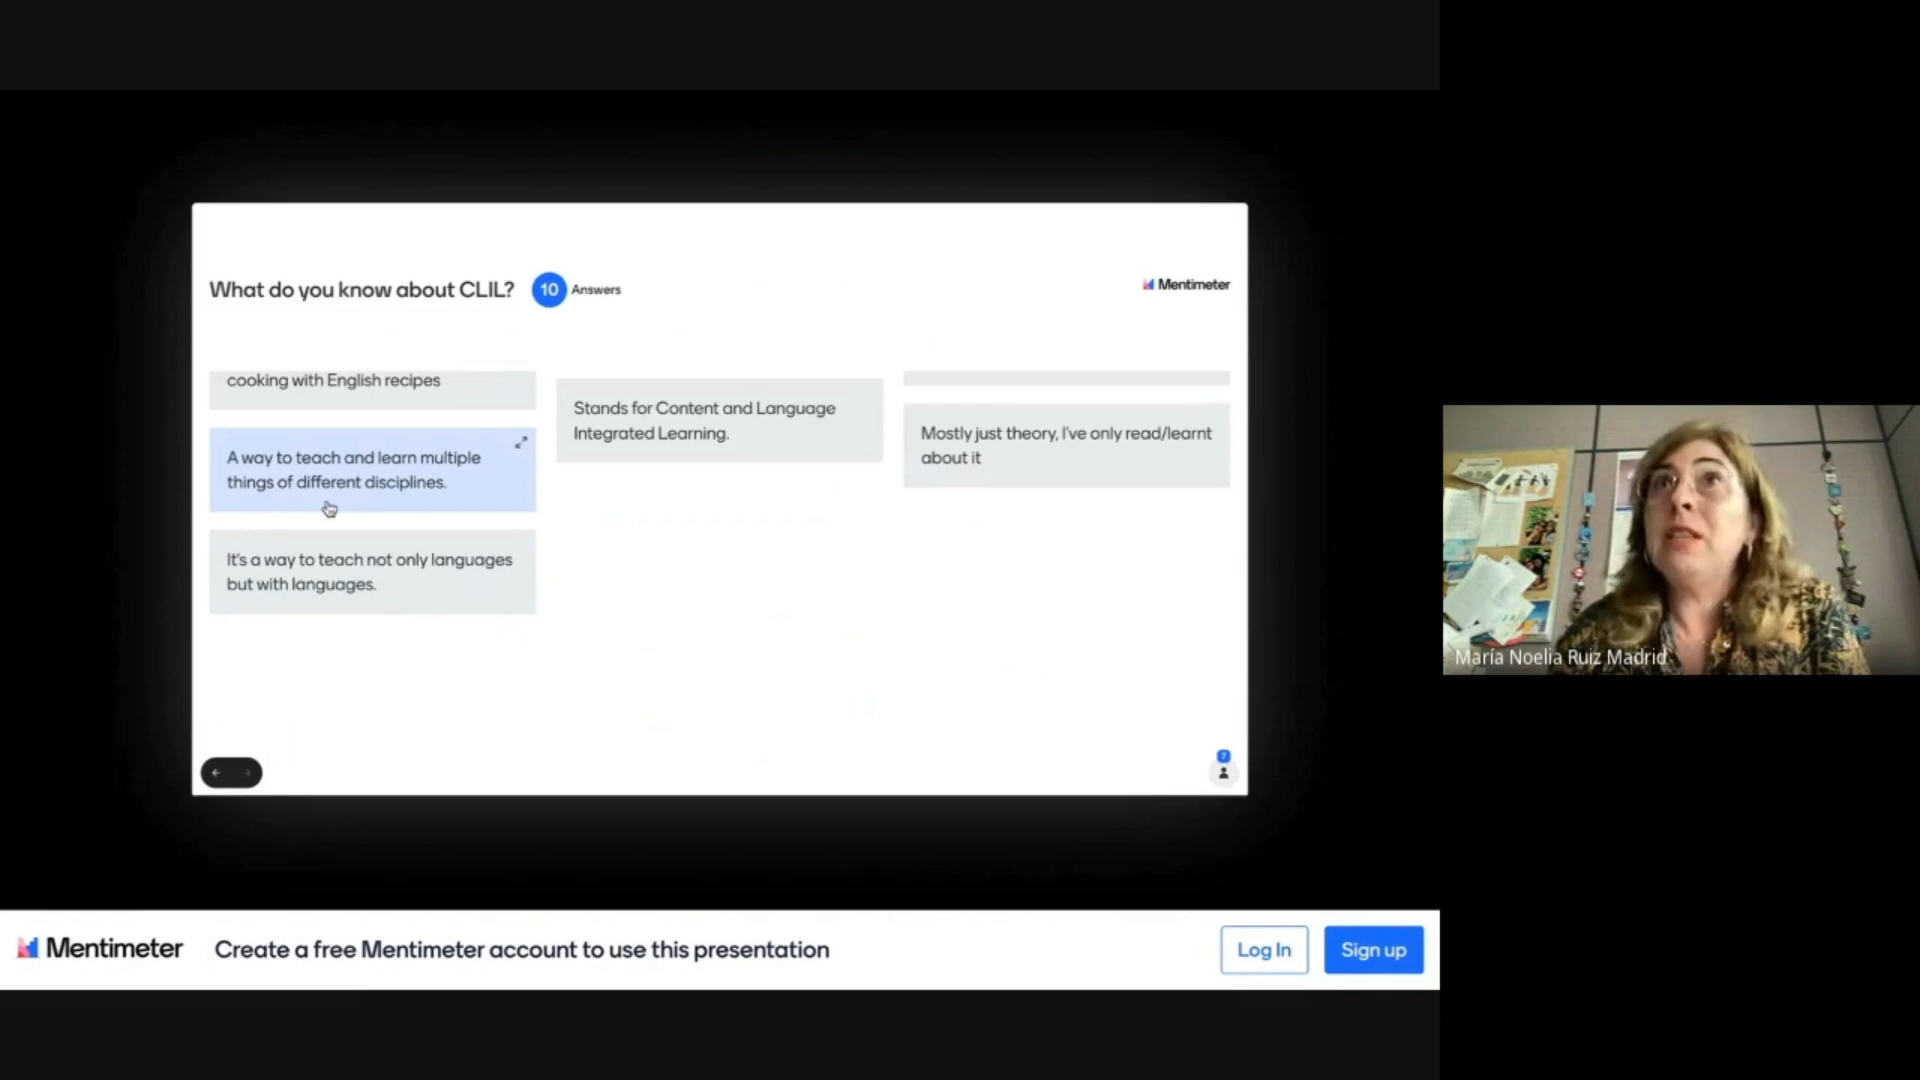 What do you know about CLIL?
10
Answers
Mentimeter
cooking with English recipes
A way to teach and learn multiple
things of different disciplines.
It's a way to teach not only languages
but with languages.
Stands for Content and Language
Integrated Learning.
Mostly just theory, I've only read/learnt
about it
7
María Noelia Ruiz Madrid
Mentimeter
Create a free Mentimeter account to use this presentation
Log In
Sign up